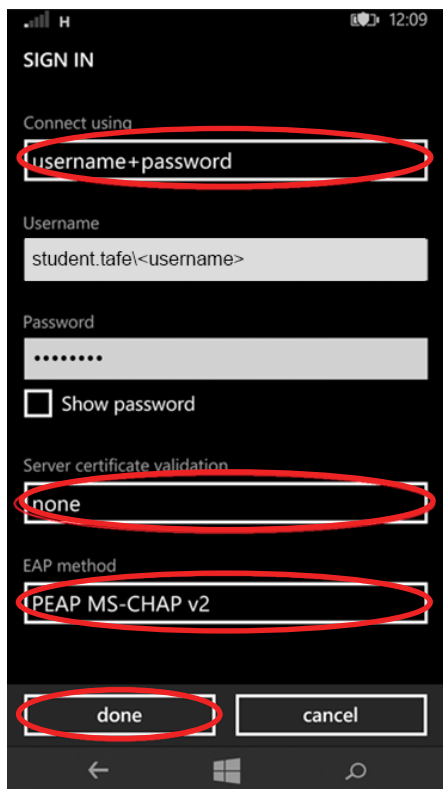 H 12:09
SIGN IN
Connect using
username+password
Username
student.tafe\<username>
Password
••••••••
Show password
Server certificate validation
none
EAP method
PEAP MS-CHAP v2
done cancel